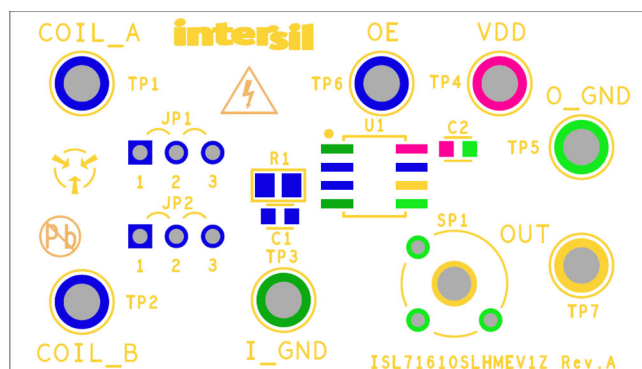 COIL_A
intersil
OE
VDD
TP1
TP6
TP4
O_GND
JP1
U1
C2
TP5
1 2 3
R1
JP2
Pb
1 2 3
C1
SP1
OUT
TP2
TP3
TP7
COIL_B
I_GND
ISL71610SLHMEV1Z Rev.A